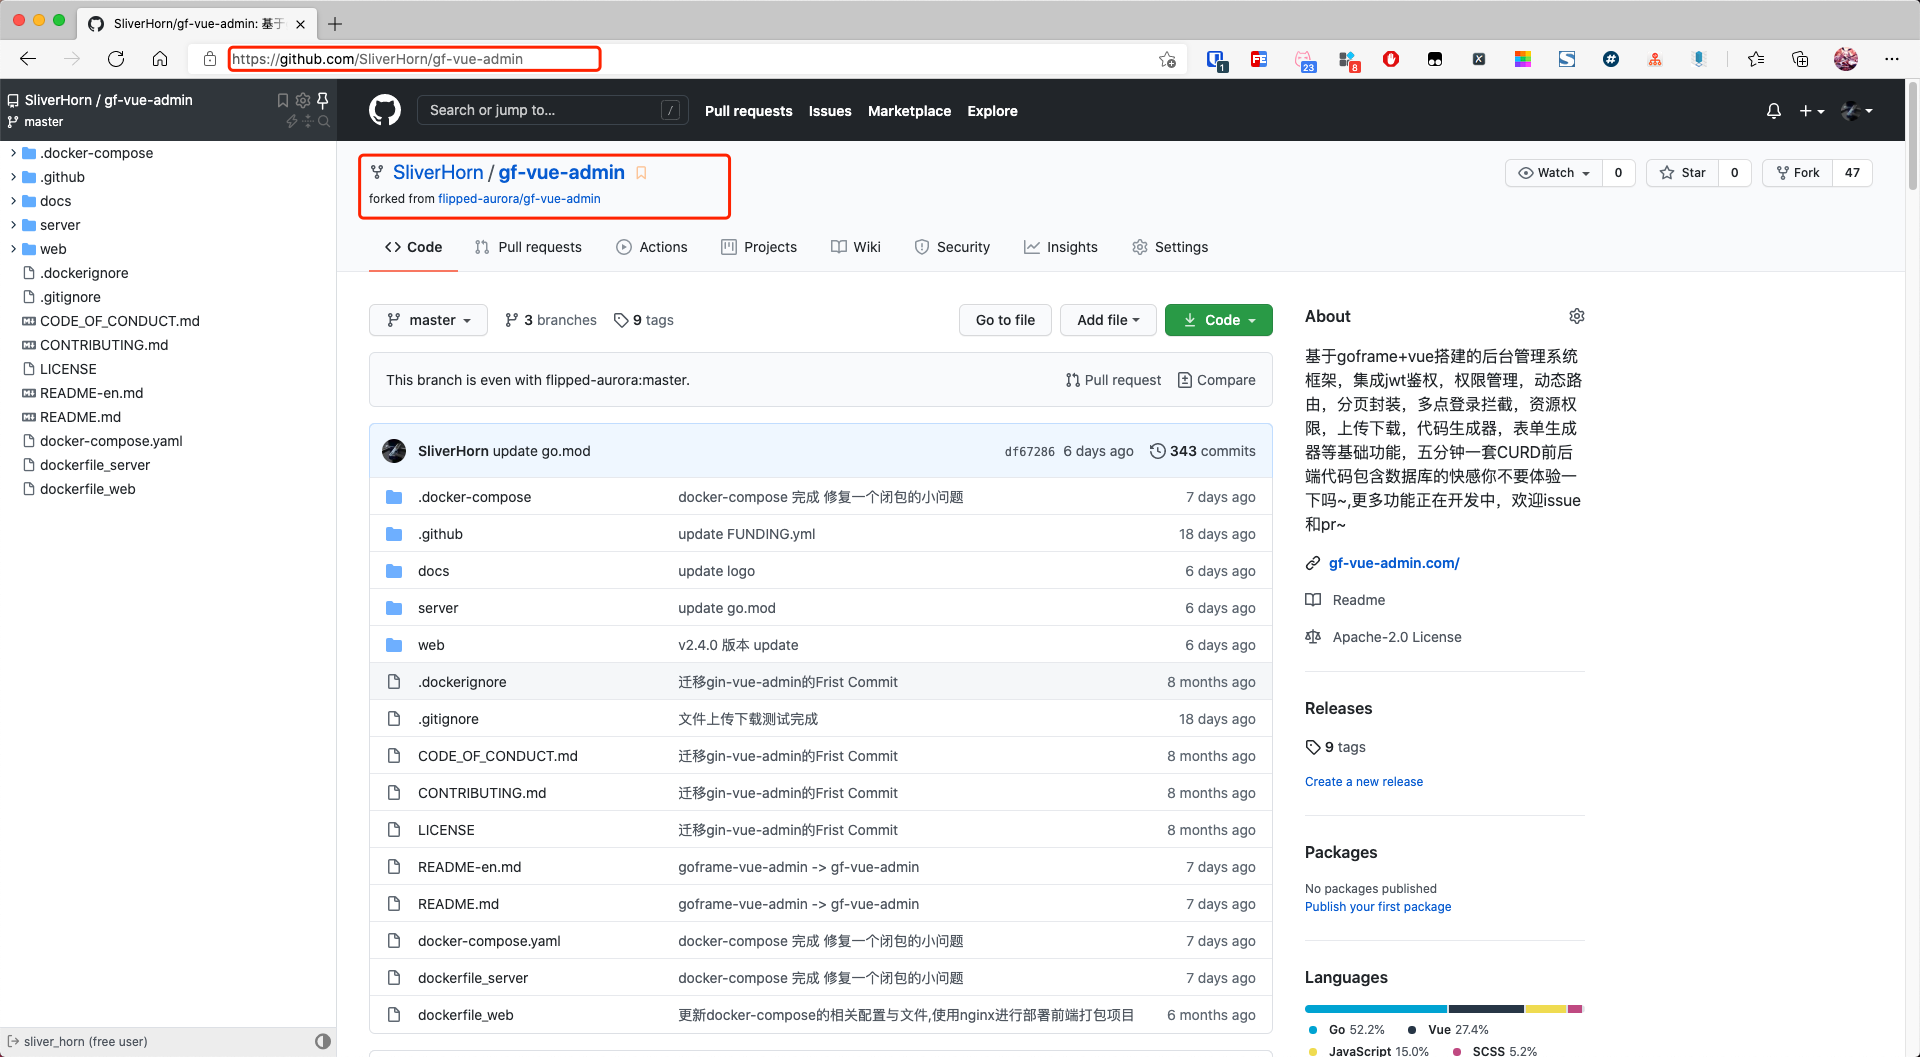 SliverHorn/gf-vue-admin: 基于
https://github.com/SliverHorn/gf-vue-admin
1
FE
23
8
SliverHorn / gf-vue-admin
master
.docker-compose
.github
docs
server
web
.dockerignore
.gitignore
CODE_OF_CONDUCT.md
CONTRIBUTING.md
LICENSE
README-en.md
README.md
docker-compose.yaml
dockerfile_server
dockerfile_web
sliver_horn (free user)
Search or jump to... /
Pull requests Issues Marketplace Explore
SliverHorn / gf-vue-admin
forked from flipped-aurora/gf-vue-admin
Watch 0 Star 0 Fork 47
Code Pull requests Actions Projects Wiki Security Insights Settings
master 3 branches 9 tags Go to file Add file Code
This branch is even with flipped-aurora:master. Pull request Compare
SliverHorn update go.mod df67286 6 days ago 343 commits
.docker-compose docker-compose 完成 修复一个闭包的小问题 7 days ago
.github update FUNDING.yml 18 days ago
docs update logo 6 days ago
server update go.mod 6 days ago
web v2.4.0 版本 update 6 days ago
.dockerignore 迁移gin-vue-admin的Frist Commit 8 months ago
.gitignore 文件上传下载测试完成 18 days ago
CODE_OF_CONDUCT.md 迁移gin-vue-admin的Frist Commit 8 months ago
CONTRIBUTING.md 迁移gin-vue-admin的Frist Commit 8 months ago
LICENSE 迁移gin-vue-admin的Frist Commit 8 months ago
README-en.md goframe-vue-admin -> gf-vue-admin 7 days ago
README.md goframe-vue-admin -> gf-vue-admin 7 days ago
docker-compose.yaml docker-compose 完成 修复一个闭包的小问题 7 days ago
dockerfile_server docker-compose 完成 修复一个闭包的小问题 7 days ago
dockerfile_web 更新docker-compose的相关配置与文件,使用nginx进行部署前端打包项目 6 months ago
About
基于goframe+vue搭建的后台管理系统
框架，集成jwt鉴权，权限管理，动态路
由，分页封装，多点登录拦截，资源权
限，上传下载，代码生成器，表单生成
器等基础功能，五分钟一套CURD前后
端代码包含数据库的快感你不要体验一
下吗~,更多功能正在开发中，欢迎issue
和pr~
gf-vue-admin.com/
Readme
Apache-2.0 License
Releases
9 tags
Create a new release
Packages
No packages published
Publish your first package
Languages
Go 52.2% Vue 27.4%
JavaScript 15.0% SCSS 5.2%